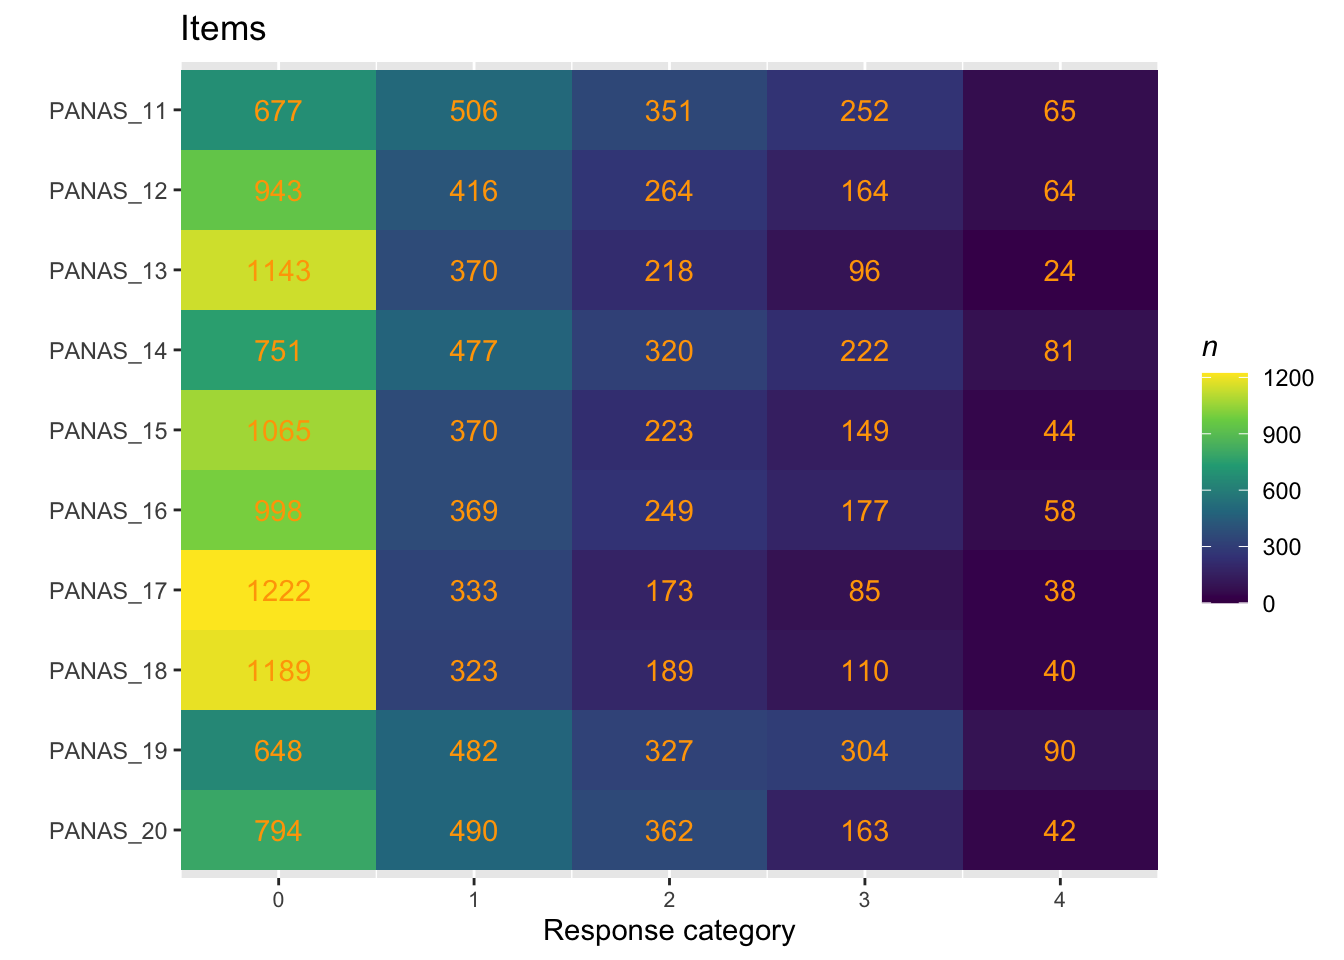 Items
PANAS_11 677 506 351 252 65
PANAS_12 943 416 264 164 64
PANAS_13 1143 370 218 96 24
PANAS_14 751 477 320 222 81
PANAS_15 1065 370 223 149 44
PANAS_16 998 369 249 177 58
PANAS_17 1222 333 173 85 38
PANAS_18 1189 323 189 110 40
PANAS_19 648 482 327 304 90
PANAS_20 794 490 362 163 42
0 1 2 3 4
Response category
n
1200
900
600
300
0